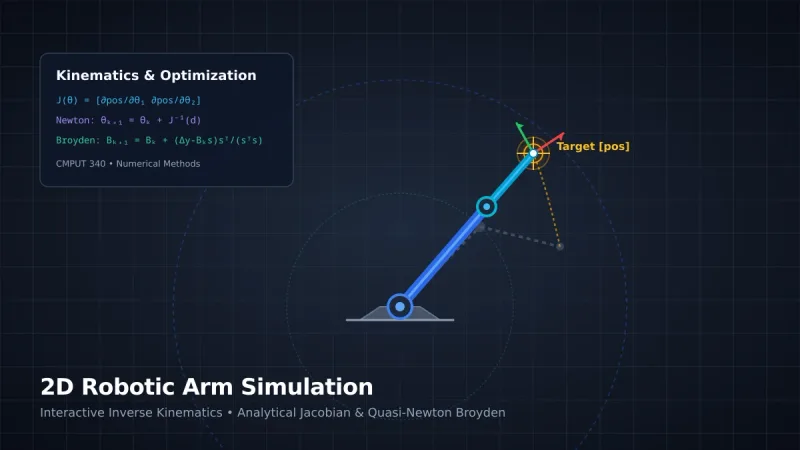 Kinematics & Optimization
J(θ) = [∂pos/∂θ₁ ∂pos/∂θ₂]
Newton: θₖ₊₁ = θₖ + J⁻¹(d)
Broyden: Bₖ₊₁ = Bₖ + (Δy-Bₖs)sᵀ/(sᵀs)
CMPUT 340 • Numerical Methods
Target [pos]
2D Robotic Arm Simulation
Interactive Inverse Kinematics • Analytical Jacobian & Quasi-Newton Broyden